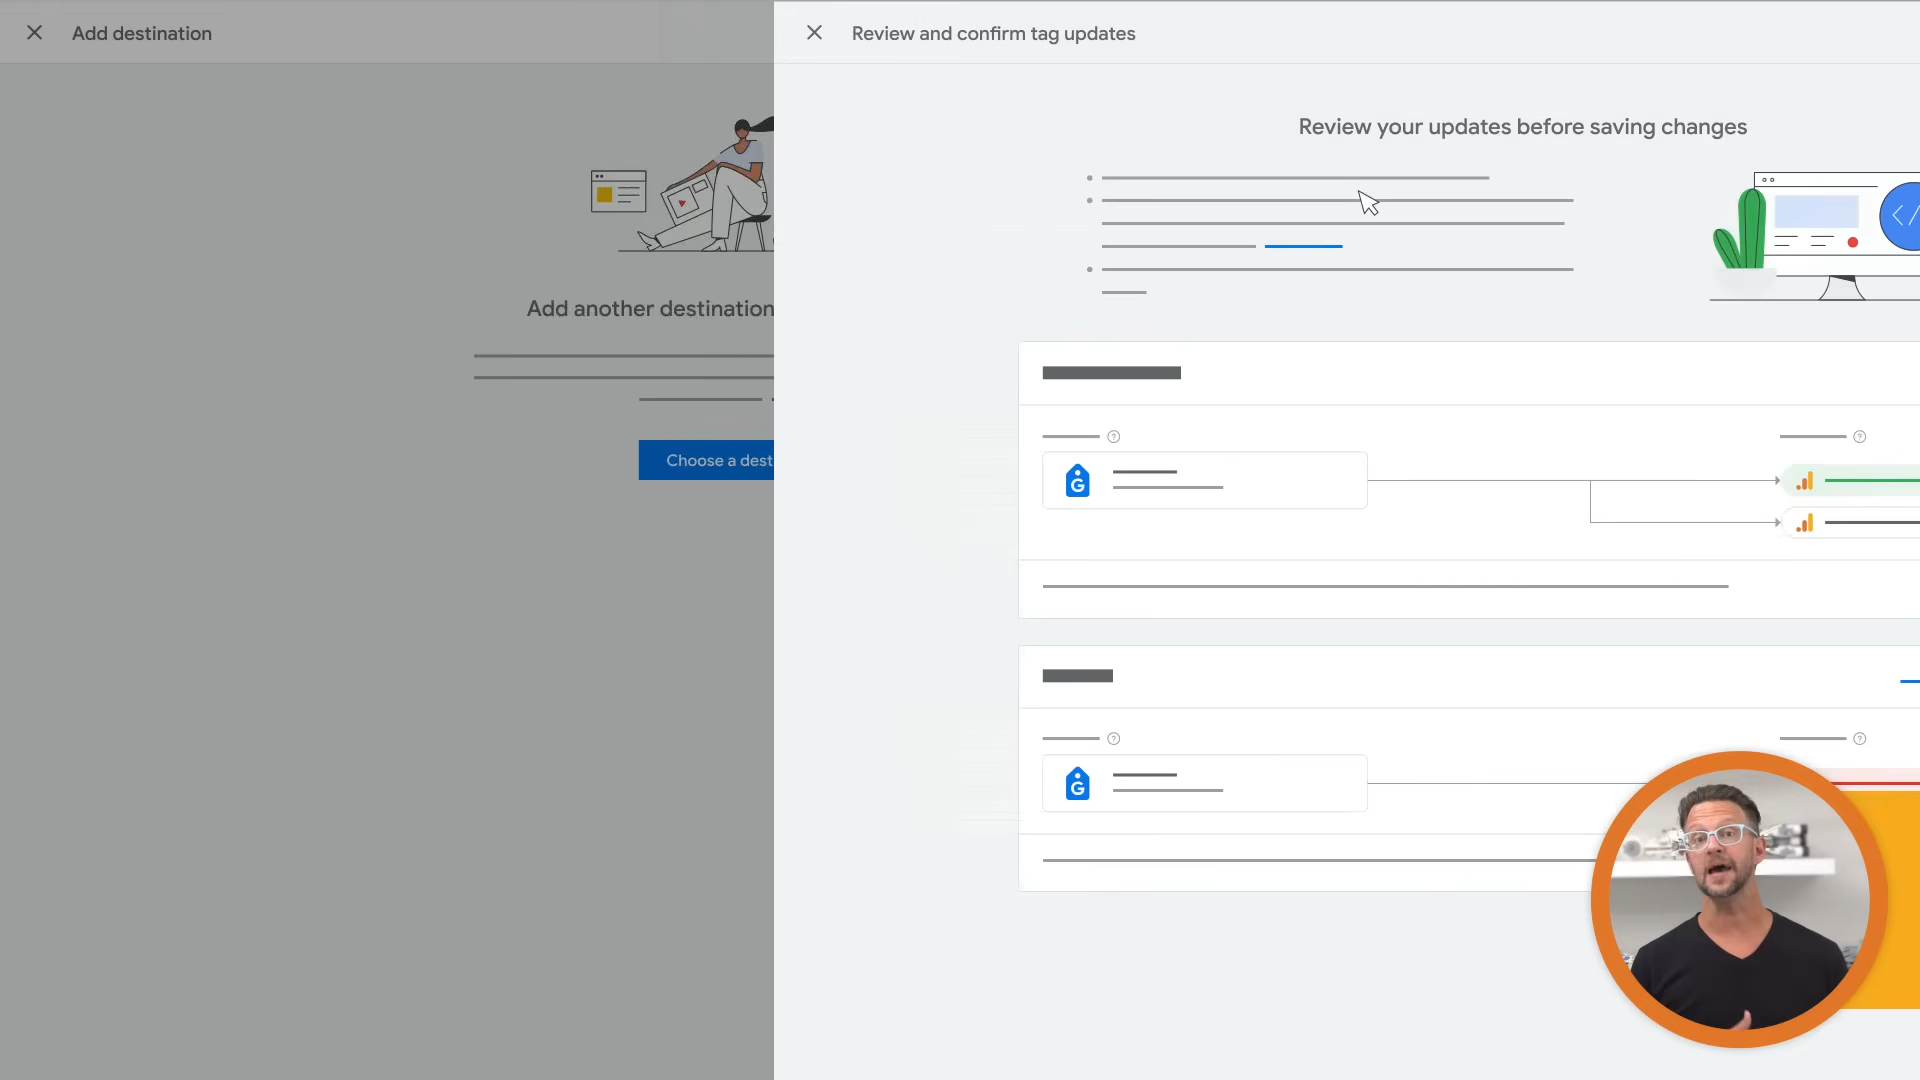 Add destination
Review and confirm tag updates
Review your updates before saving changes
Add another destination
Choose a dest
G
G